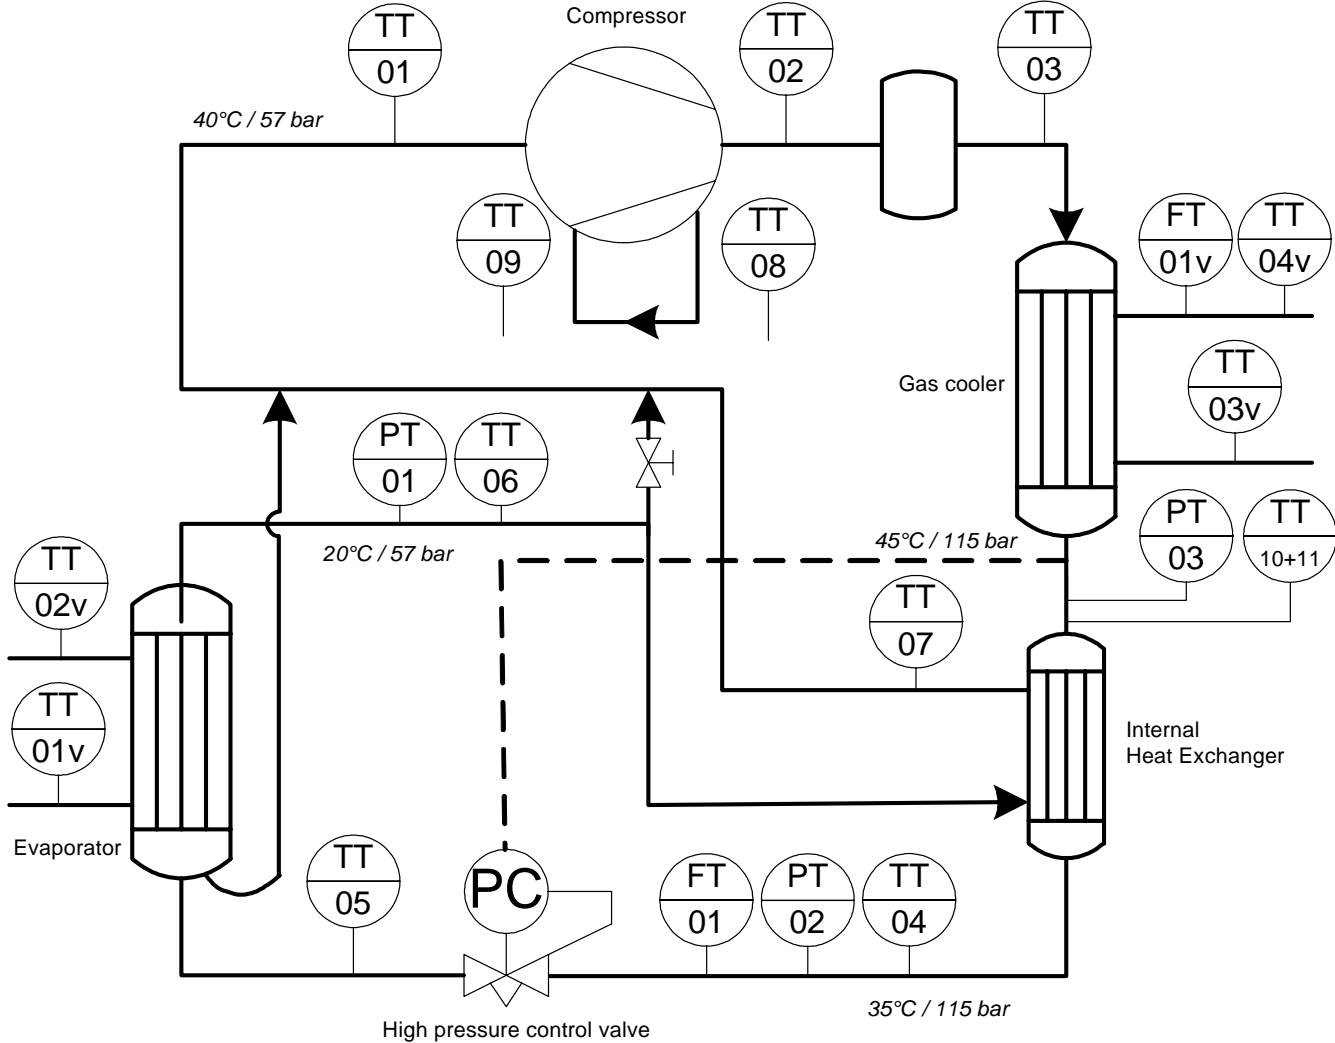 Compressor
TT
01
TT
02
TT
03
40°C / 57 bar
TT
09
TT
08
FT
01v
TT
04v
Gas cooler
TT
03v
PT
01
TT
06
20°C / 57 bar
45°C / 115 bar
PT
03
TT
10+11
TT
02v
TT
07
TT
01v
Internal
Heat Exchanger
Evaporator
TT
05
PC
FT
01
PT
02
TT
04
35°C / 115 bar
High pressure control valve